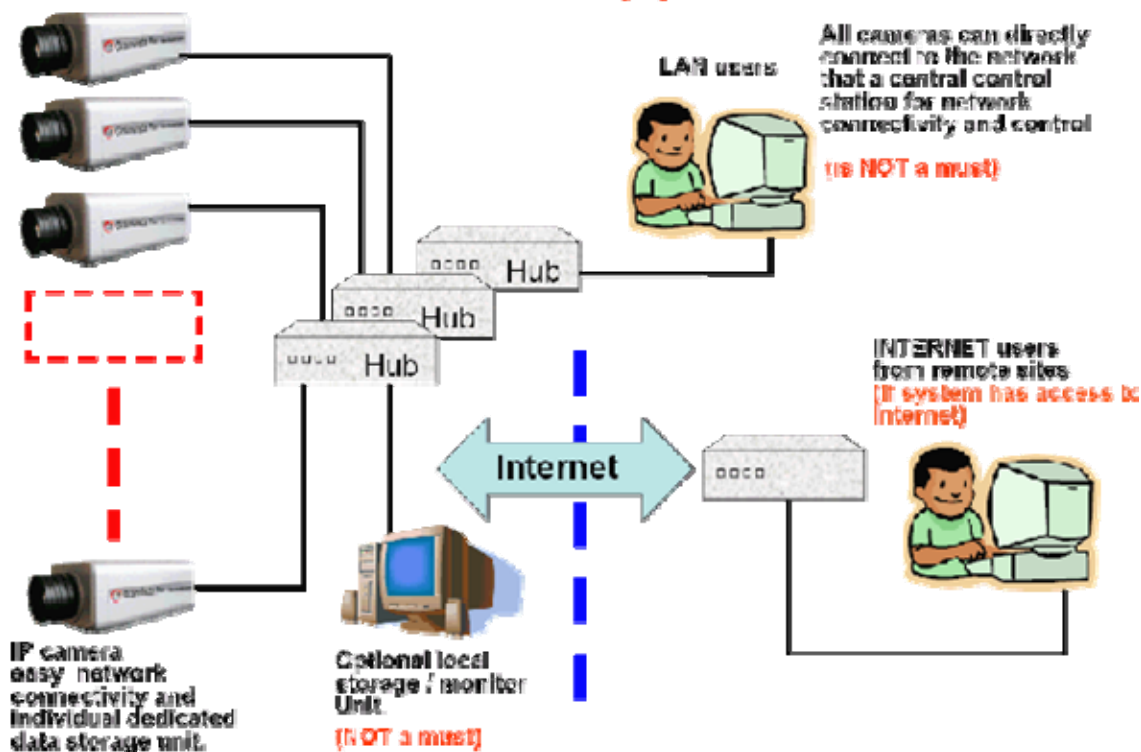 LAN users
All cameras can directly
connect to the network
that a central control
station for network
connectivity and control
(is NOT a must)
Hub
Hub
Hub
INTERNET users
from remote sites
(If system has access to
Internet)
Internet
IP camera
easy network
connectivity and
individual dedicated
data storage unit.
Optional local
storage / moniter
Unit
(NOT a must)